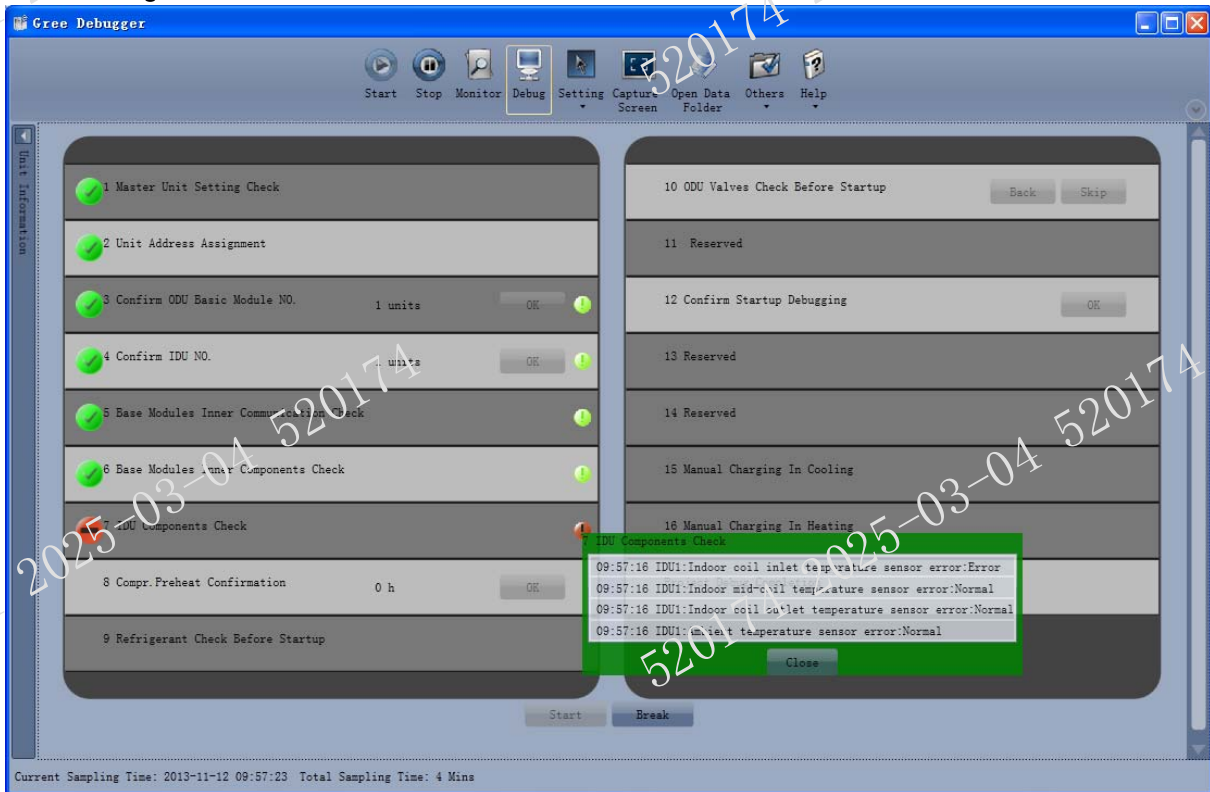 Gree Debugger
Start Stop Monitor Debug Setting Capture Screen Open Data Folder Others Help
Unit Information
1 Master Unit Setting Check
2 Unit Address Assignment
3 Confirm ODU Basic Module NO. 1 units OK
4 Confirm IDU NO. units OK
5 Base Modules Inner Communication Check
6 Base Modules Inner Components Check
7 IDU Components Check
8 Compr.Preheat Confirmation 0 h OK
9 Refrigerant Check Before Startup
10 ODU Valves Check Before Startup Back Skip
11 Reserved
12 Confirm Startup Debugging OK
13 Reserved
14 Reserved
15 Manual Charging In Cooling
16 Manual Charging In Heating
7 IDU Components Check
09:57:16 IDU1:Indoor coil inlet temperature sensor error:Error
09:57:16 IDU1:Indoor mid-coil temperature sensor error:Normal
09:57:16 IDU1:Indoor coil outlet temperature sensor error:Normal
09:57:16 IDU1:Ambient temperature sensor error:Normal
Close
Start Break
Current Sampling Time: 2013-11-12 09:57:23 Total Sampling Time: 4 Mins
520174
2025-03-04 520174
2025-03-04 520174
520174